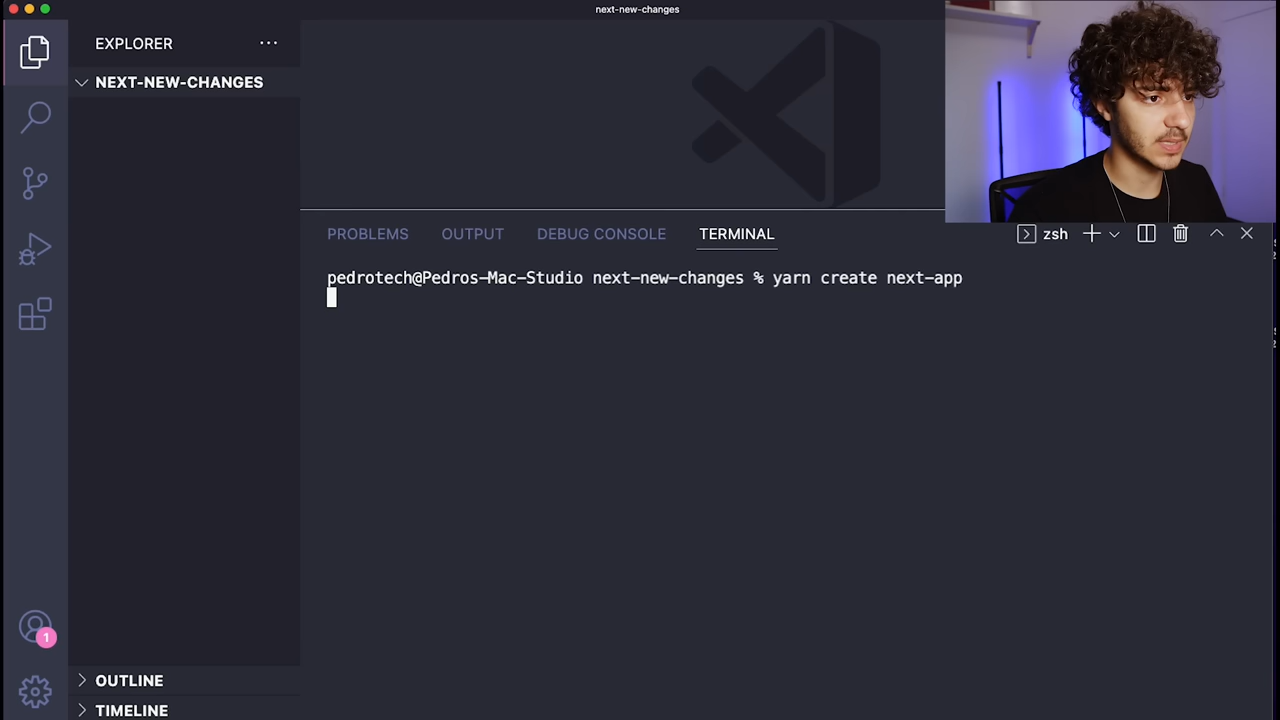 next-new-changes
EXPLORER
NEXT-NEW-CHANGES
PROBLEMS OUTPUT DEBUG CONSOLE TERMINAL
zsh
pedrotech@Pedros-Mac-Studio next-new-changes % yarn create next-app
1
OUTLINE
TIMELINE